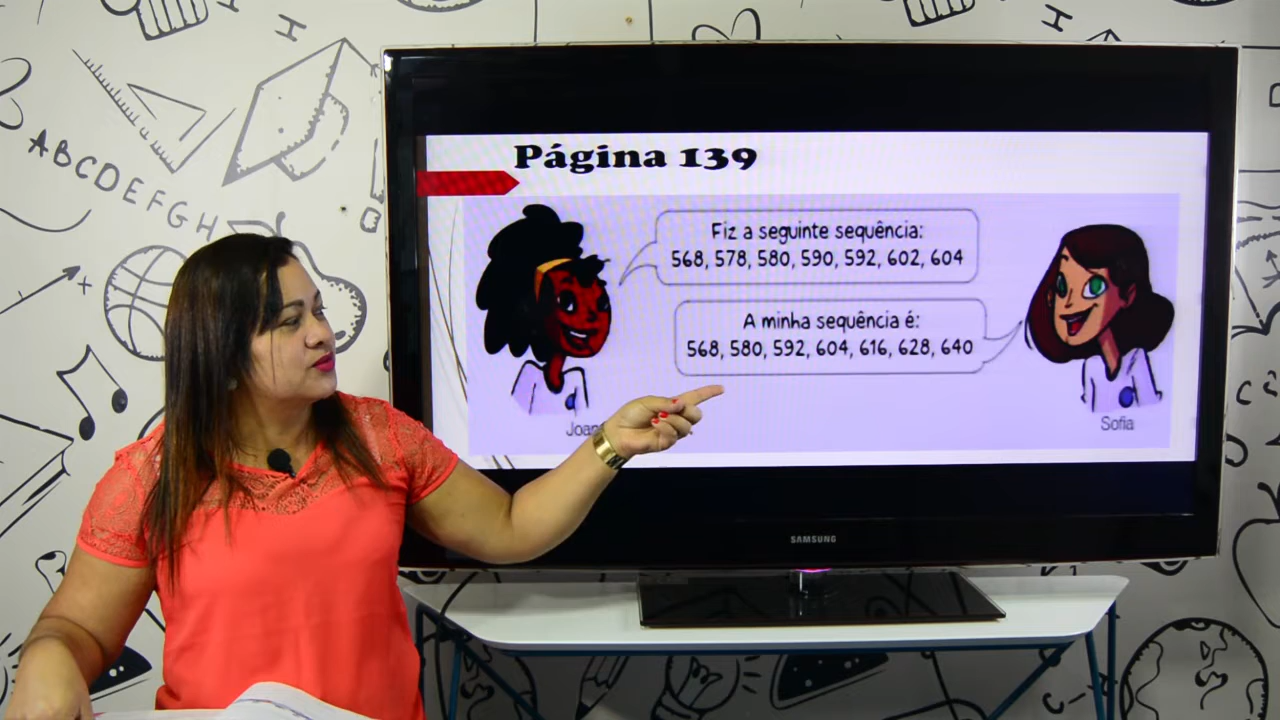 ABCDEFGH
Página 139
Fiz a seguinte sequência:
568, 578, 580, 590, 592, 602, 604
A minha sequência é:
568, 580, 592, 604, 616, 628, 640
Sofia
SAMSUNG